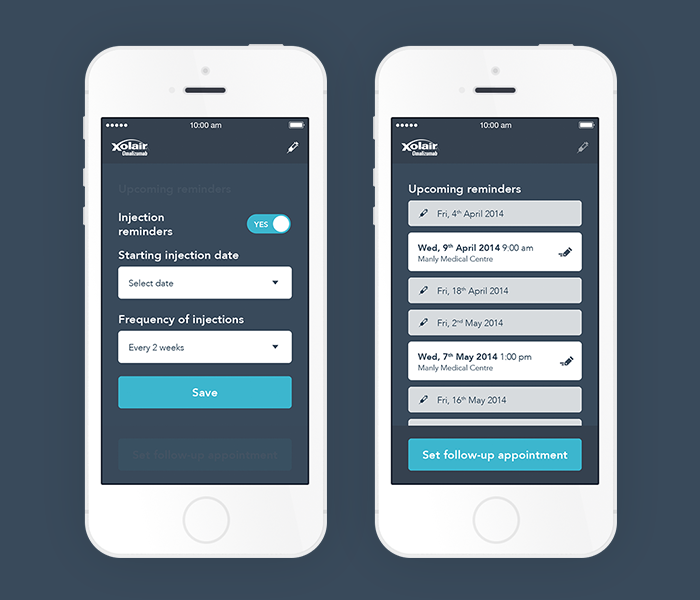 10:00 am
Xolair
Omalizumab
Upcoming reminders
Injection
reminders
YES
Starting injection date
Select date
Frequency of injections
Every 2 weeks
Save
Set follow-up appointment
10:00 am
Xolair
Omalizumab
Upcoming reminders
Fri, 4th April 2014
Wed, 9th April 2014 9:00 am
Manly Medical Centre
Fri, 18th April 2014
Fri, 2nd May 2014
Wed, 7th May 2014 1:00 pm
Manly Medical Centre
Fri, 16th May 2014
Set follow-up appointment